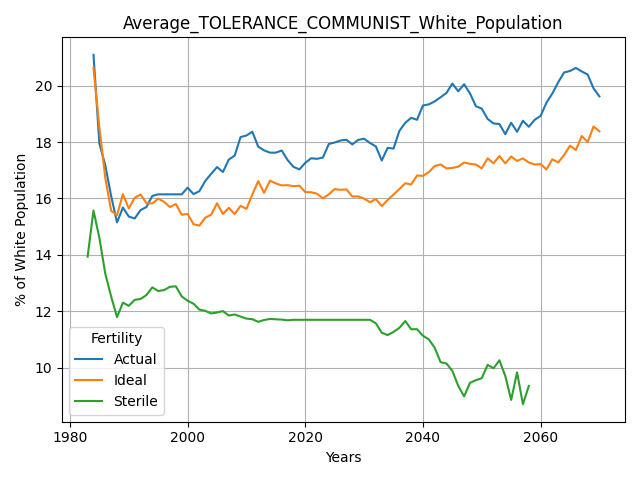 Average_TOLERANCE_COMMUNIST_White_Population
% of White Population
20
18
16
14
12
10
Fertility
Actual
Ideal
Sterile
1980 2000 2020 2040 2060
Years